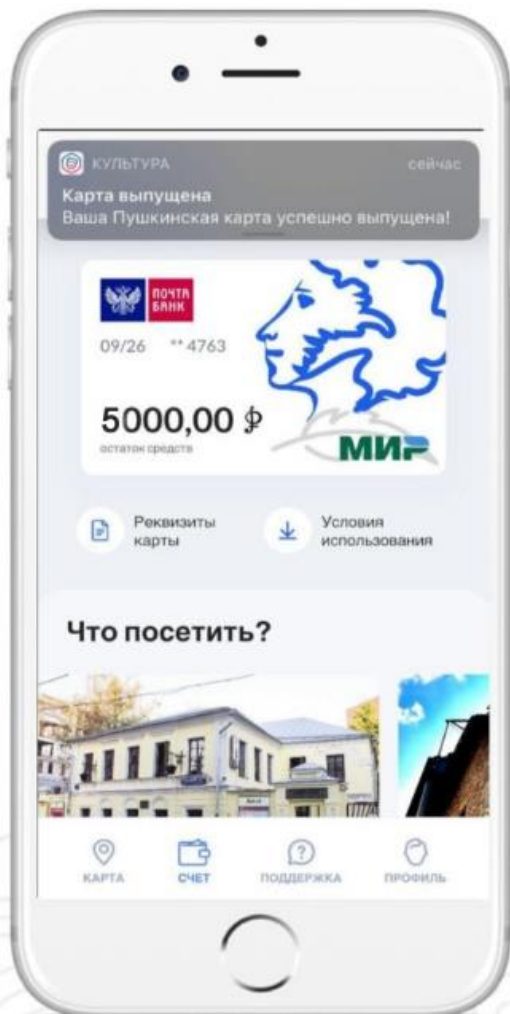 КУЛЬТУРА сейчас
Карта выпущена
Ваша Пушкинская карта успешно выпущена!
ПОЧТА
БАНК
09/26 ** 4763
5000,00 ₽
остаток средств
МИР
Реквизиты
карты
Условия
использования
Что посетить?
КАРТА СЧЕТ ПОДДЕРЖКА ПРОФИЛЬ